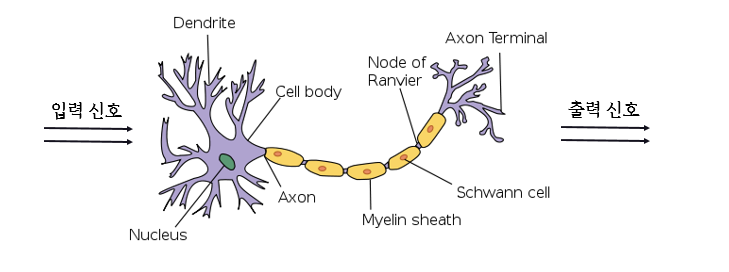 Dendrite
Axon Terminal
Node of
Ranvier
Cell body
입력 신호
출력 신호
Axon
Schwann cell
Myelin sheath
Nucleus